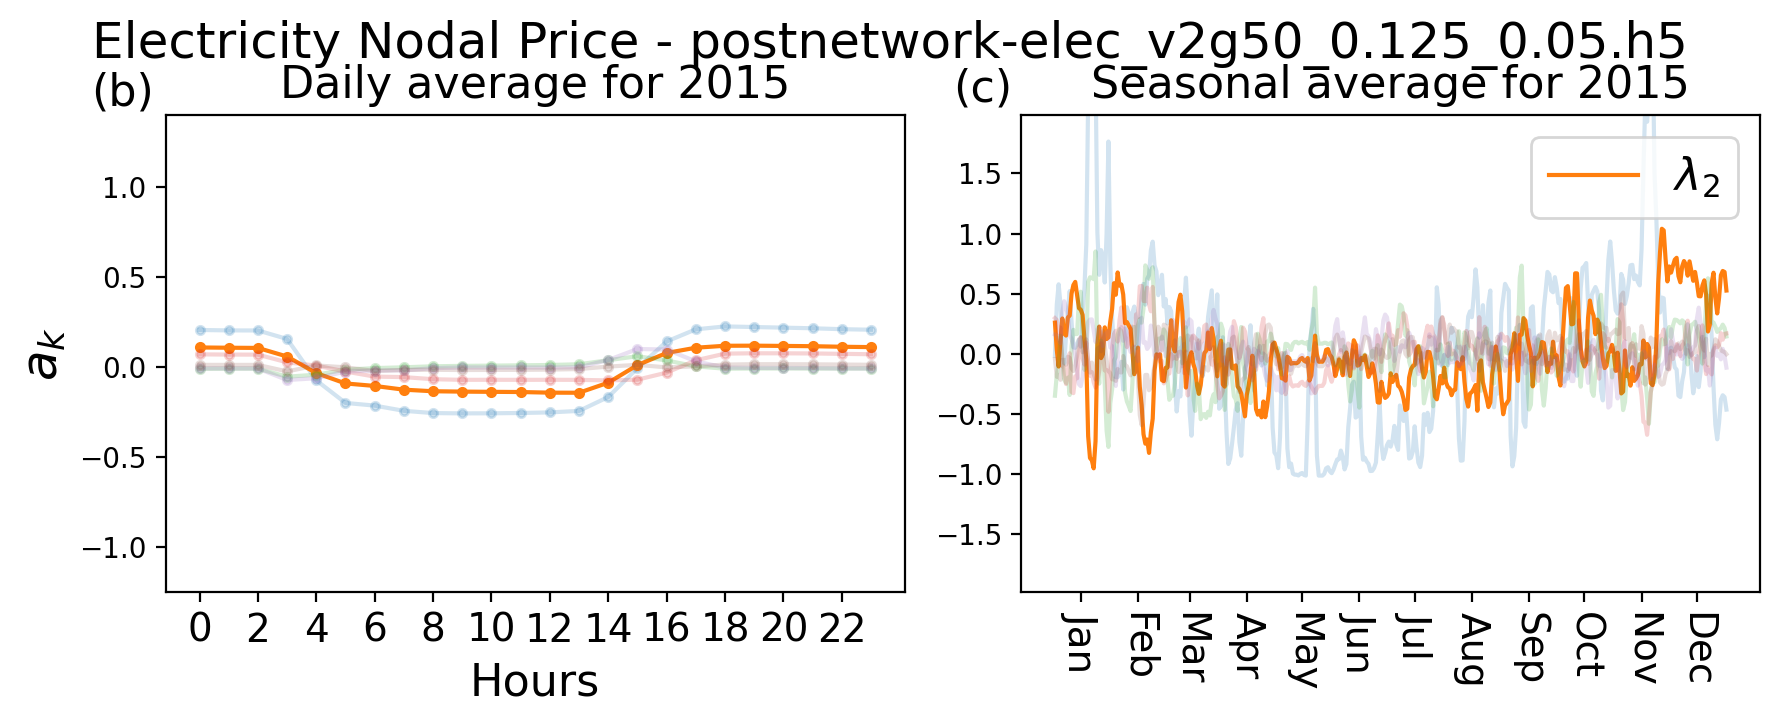 Electricity Nodal Price - postnetwork-elec_v2g50_0.125_0.05.h5
(b) Daily average for 2015
1.0
0.5
0.0
−0.5
−1.0
a_k
0 2 4 6 8 10 12 14 16 18 20 22
Hours
(c) Seasonal average for 2015
λ_2
1.5
1.0
0.5
0.0
−0.5
−1.0
−1.5
Jan Feb Mar Apr May Jun Jul Aug Sep Oct Nov Dec